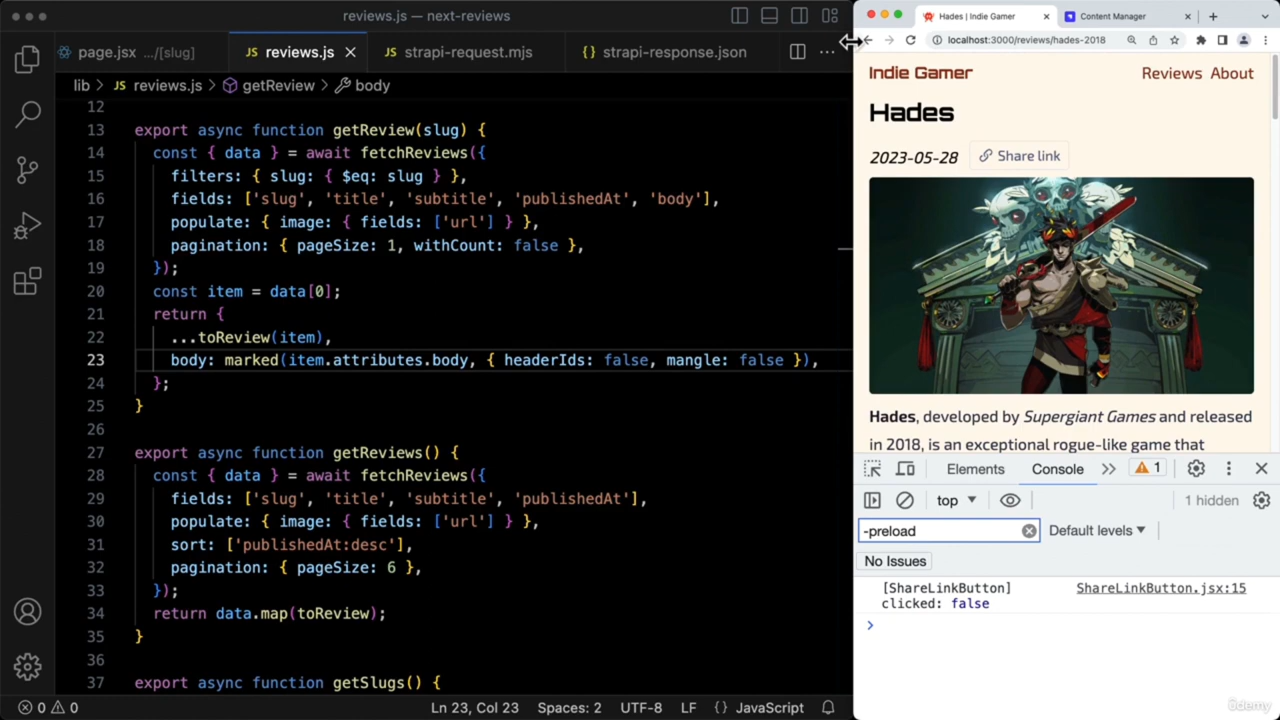 reviews.js — next-reviews
page.jsx ...[slug]
JS reviews.js
JS strapi-request.mjs
{} strapi-response.json
lib > JS reviews.js > getReview > body
12
13 export async function getReview(slug) {
14 const { data } = await fetchReviews({
15 filters: { slug: { $eq: slug } },
16 fields: ['slug', 'title', 'subtitle', 'publishedAt', 'body'],
17 populate: { image: { fields: ['url'] } },
18 pagination: { pageSize: 1, withCount: false },
19 });
20 const item = data[0];
21 return {
22 ...toReview(item),
23 body: marked(item.attributes.body, { headerIds: false, mangle: false }),
24 };
25 }
26
27 export async function getReviews() {
28 const { data } = await fetchReviews({
29 fields: ['slug', 'title', 'subtitle', 'publishedAt'],
30 populate: { image: { fields: ['url'] } },
31 sort: ['publishedAt:desc'],
32 pagination: { pageSize: 6 },
33 });
34 return data.map(toReview);
35 }
36
37 export async function getSlugs() {
0 0
Ln 23, Col 23 Spaces: 2 UTF-8 LF {} JavaScript
Hades | Indie Gamer
Content Manager
localhost:3000/reviews/hades-2018
Indie Gamer
Reviews About
Hades
2023-05-28 Share link
Hades, developed by Supergiant Games and released
in 2018, is an exceptional rogue-like game that
Elements Console 1
top 1 hidden
-preload Default levels
No Issues
[ShareLinkButton] ShareLinkButton.jsx:15
clicked: false
ûdemy